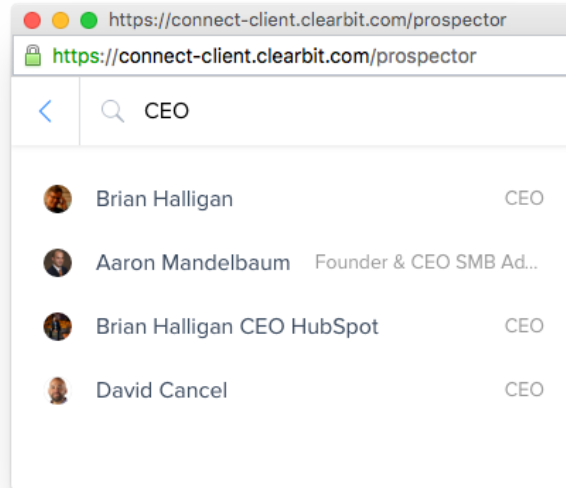 https://connect-client.clearbit.com/prospector
https://connect-client.clearbit.com/prospector
CEO
Brian Halligan CEO
Aaron Mandelbaum Founder & CEO SMB Ad...
Brian Halligan CEO HubSpot CEO
David Cancel CEO